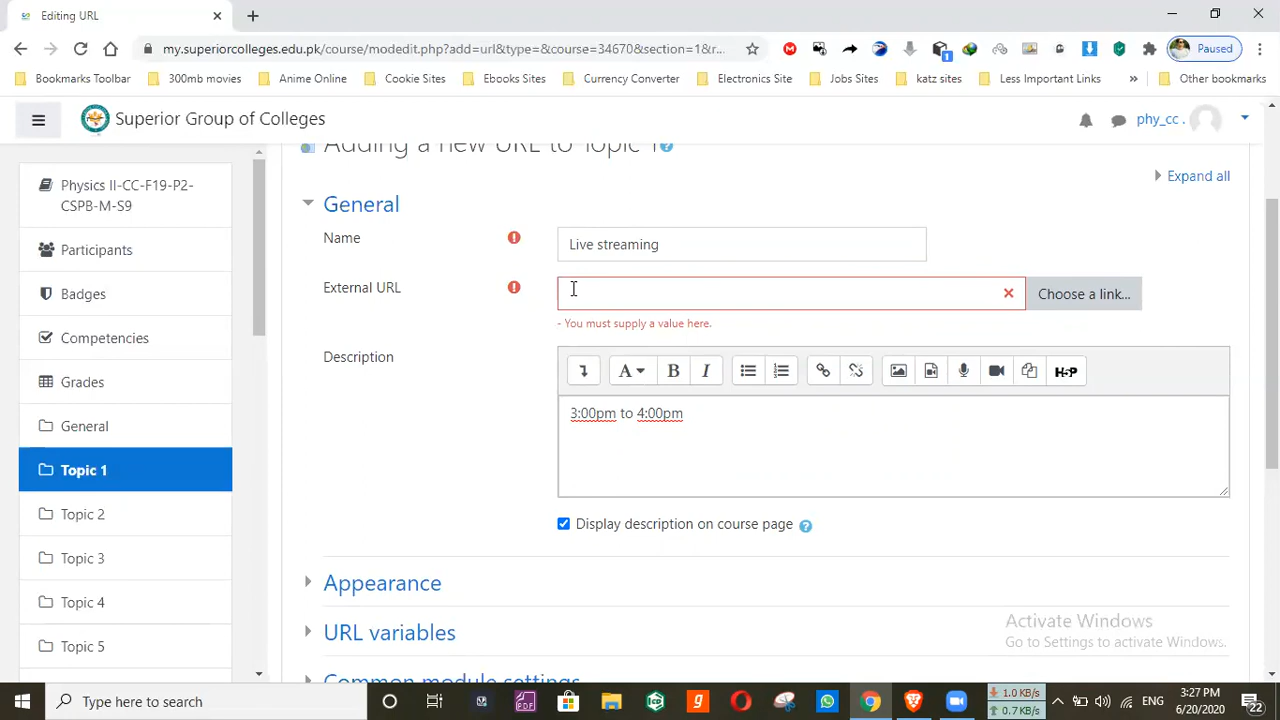 Editing URL
my.superiorcolleges.edu.pk/course/modedit.php?add=url&type=&course=34670&section=1&r...
Paused
Bookmarks Toolbar
300mb movies
Anime Online
Cookie Sites
Ebooks Sites
Currency Converter
Electronics Site
Jobs Sites
katz sites
Less Important Links
Other bookmarks
Superior Group of Colleges
phy_cc .
Adding a new URL to Topic 1
Expand all
Physics II-CC-F19-P2-
CSPB-M-S9
Participants
Badges
Competencies
Grades
General
Topic 1
Topic 2
Topic 3
Topic 4
Topic 5
General
Name
Live streaming
External URL
Choose a link...
- You must supply a value here.
Description
A B I
H-P
3:00pm to 4:00pm
Display description on course page
Appearance
URL variables
Common module settings
Activate Windows
Go to Settings to activate Windows.
Type here to search
1.0 KB/s
0.7 KB/s
ENG
3:27 PM
6/20/2020
22